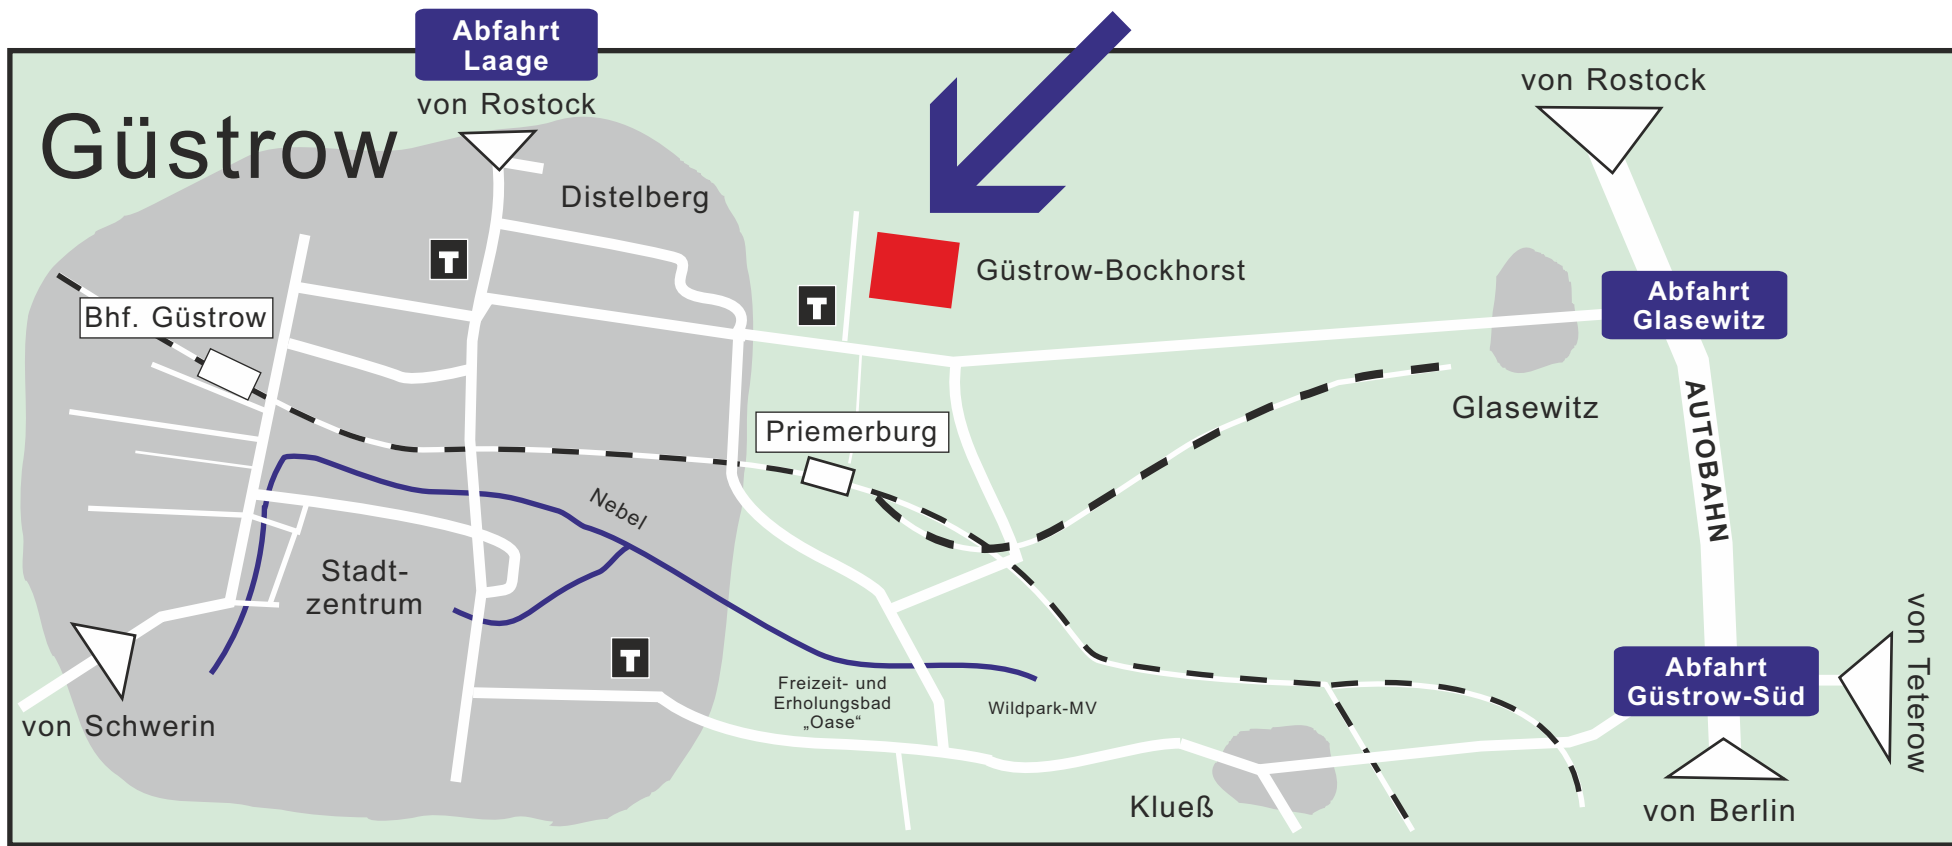 Abfahrt
Laage
von Rostock
von Rostock
Güstrow
Distelberg
T
Güstrow-Bockhorst
T
Abfahrt
Glasewitz
Bhf. Güstrow
Glasewitz
AUTOBAHN
Priemerburg
Nebel
Stadt-
zentrum
T
von Schwerin
Freizeit- und
Erholungsbad
„Oase“
Wildpark-MV
Abfahrt
Güstrow-Süd
von Teterow
Klueß
von Berlin